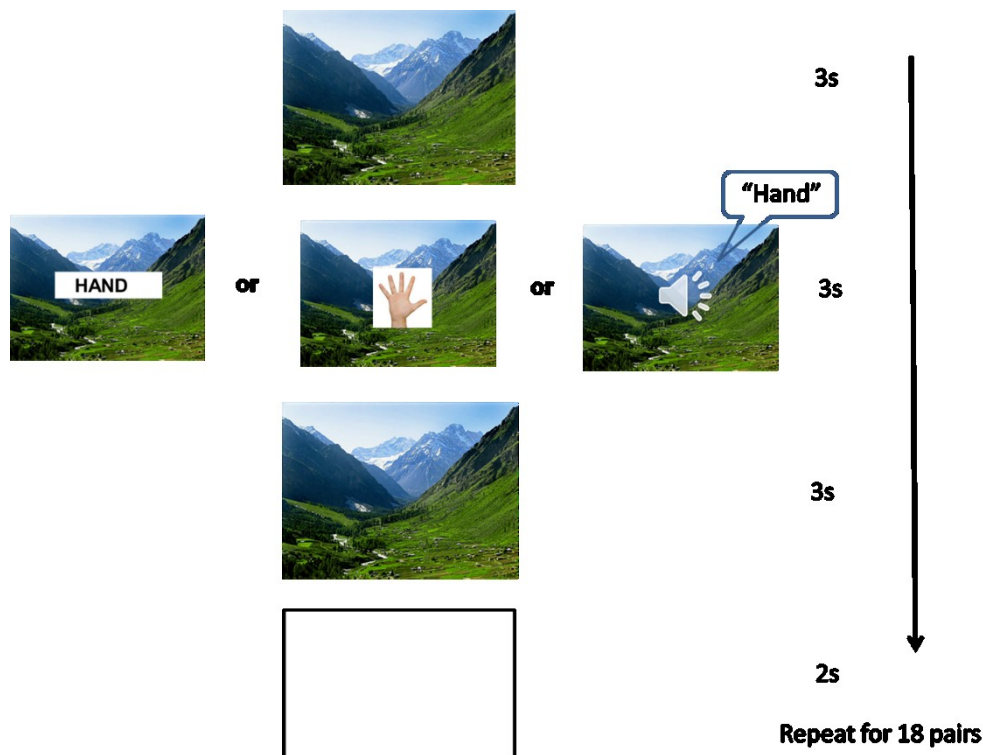 3s
“Hand”
HAND
or
or
3s
3s
2s
Repeat for 18 pairs